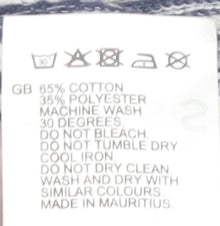 30°
GB 65% COTTON
35% POLYESTER
MACHINE WASH
30 DEGREES
DO NOT BLEACH.
DO NOT TUMBLE DRY
COOL IRON.
DO NOT DRY CLEAN
WASH AND DRY WITH
SIMILAR COLOURS
MADE IN MAURITIUS.